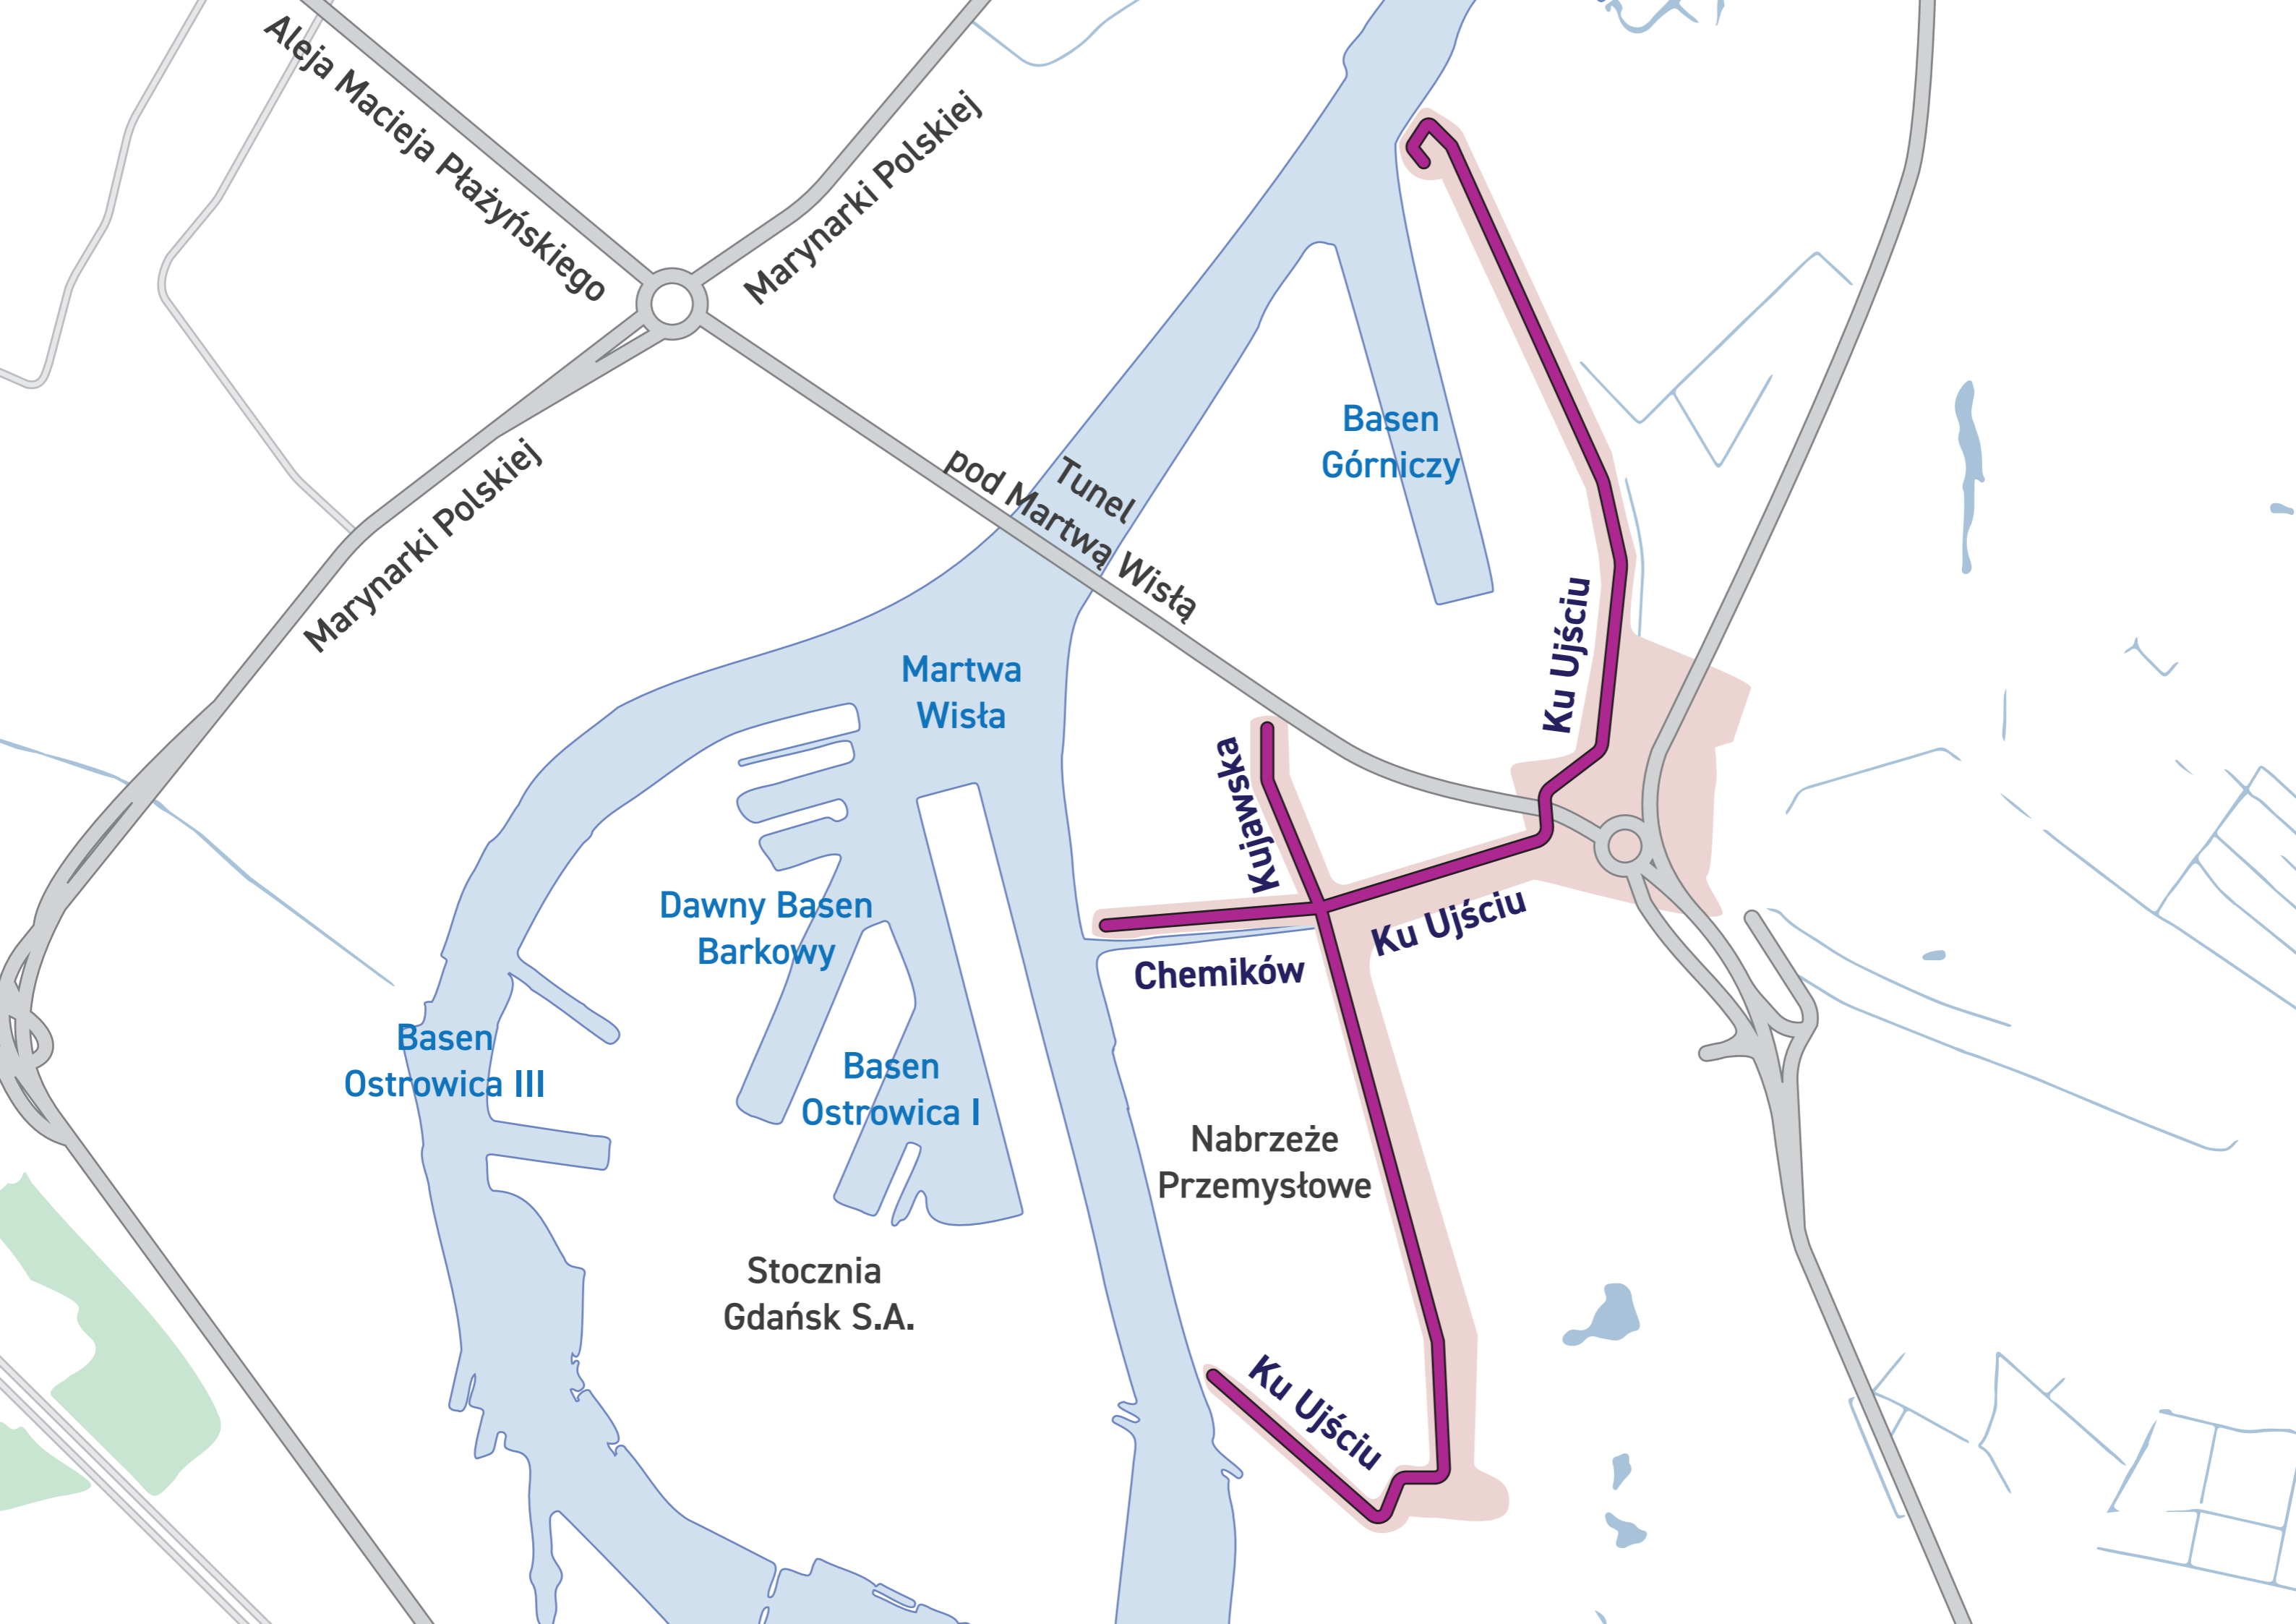 Aleja Macieja Płażyńskiego
Marynarki Polskiej
Marynarki Polskiej
Tunel
pod Martwą Wisłą
Basen
Górniczy
Ku Ujściu
Martwa
Wisła
Kujawska
Dawny Basen
Barkowy
Ku Ujściu
Chemików
Basen
Ostrowica III
Basen
Ostrowica I
Nabrzeże
Przemysłowe
Stocznia
Gdańsk S.A.
Ku Ujściu